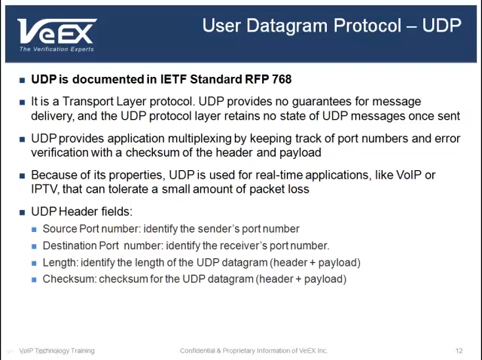 VeEX
The Verification Experts
User Datagram Protocol – UDP
UDP is documented in IETF Standard RFP 768
It is a Transport Layer protocol. UDP provides no guarantees for message
delivery, and the UDP protocol layer retains no state of UDP messages once sent
UDP provides application multiplexing by keeping track of port numbers and error
verification with a checksum of the header and payload
Because of its properties, UDP is used for real-time applications, like VoIP or
IPTV, that can tolerate a small amount of packet loss
UDP Header fields:
Source Port number: identify the sender's port number
Destination Port number: identify the receiver's port number.
Length: identify the length of the UDP datagram (header + payload)
Checksum: checksum for the UDP datagram (header + payload)
VoIP Technology Training
Confidential & Proprietary Information of VeEX Inc.
12